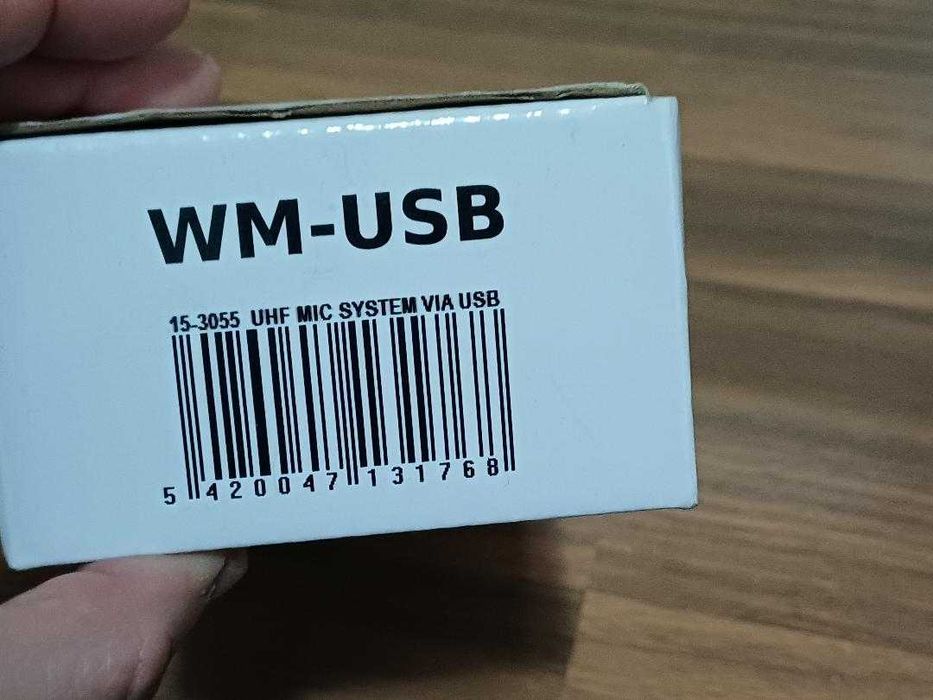 WM-USB
15-3055 UHF MIC SYSTEM VIA USB
5 420047 131768